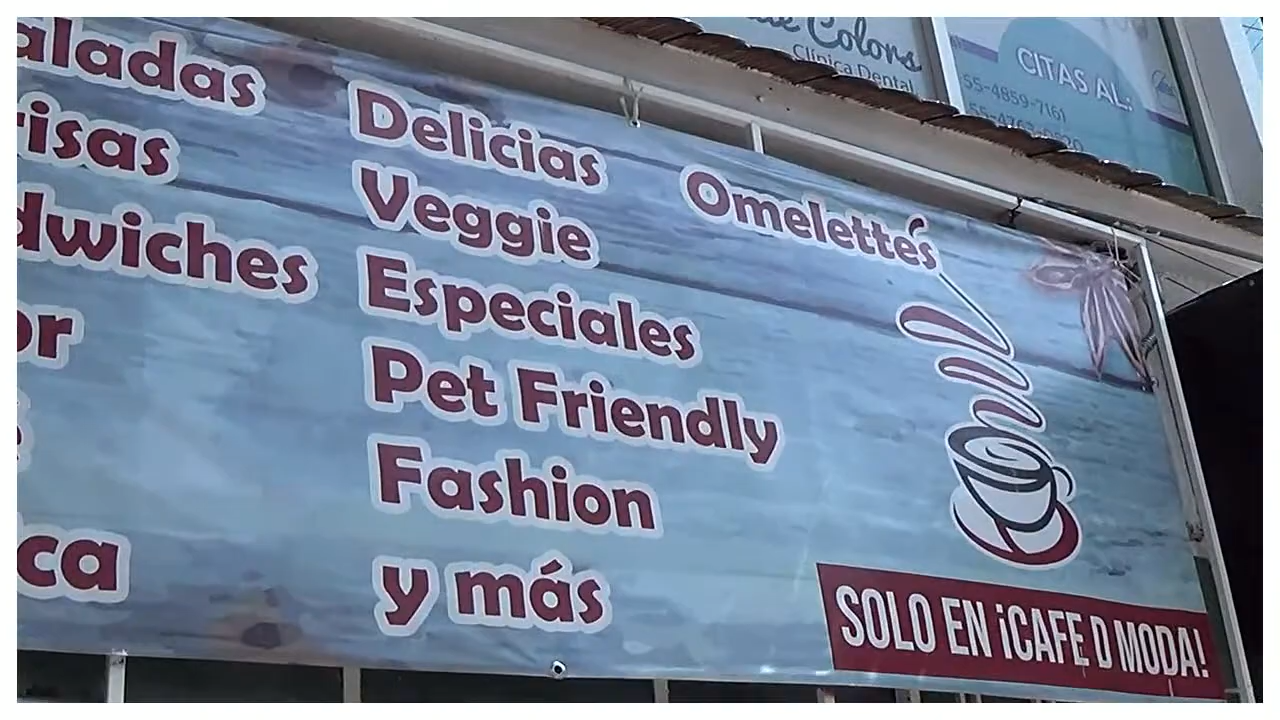 Colors
Clínica Dental
CITAS AL:
55-4859-7161
aladas
risas
dwiches
or
ca
Delicias
Veggie
Especiales
Pet Friendly
Fashion
y más
Omelettes
SOLO EN ¡CAFE D MODA!